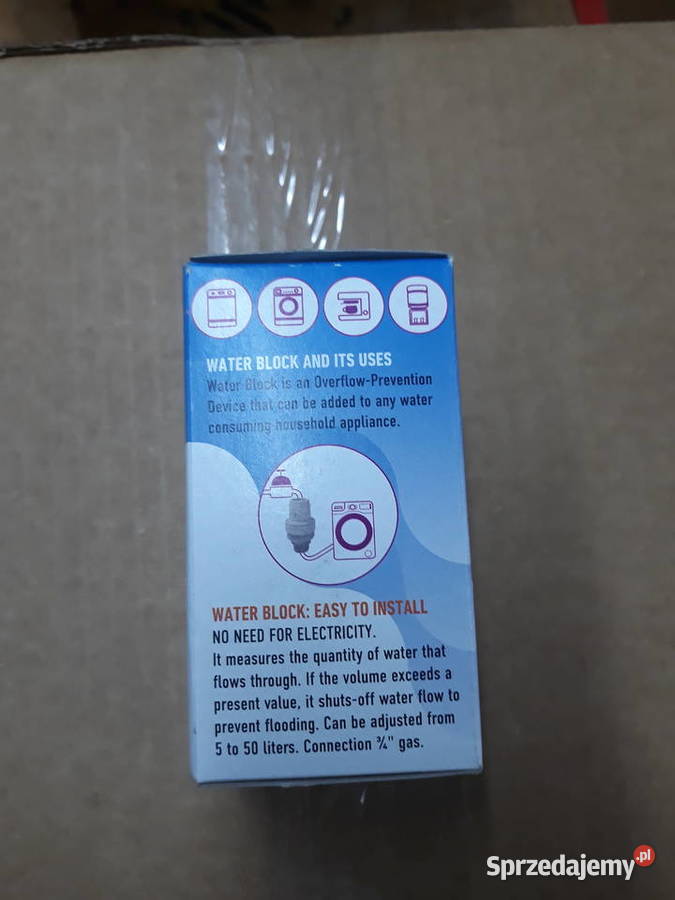 WATER BLOCK AND ITS USES
Water Block is an Overflow-Prevention
Device that can be added to any water
consuming household appliance.
WATER BLOCK: EASY TO INSTALL
NO NEED FOR ELECTRICITY.
It measures the quantity of water that
flows through. If the volume exceeds a
present value, it shuts-off water flow to
prevent flooding. Can be adjusted from
5 to 50 liters. Connection ¾" gas.
Sprzedajemy.pl